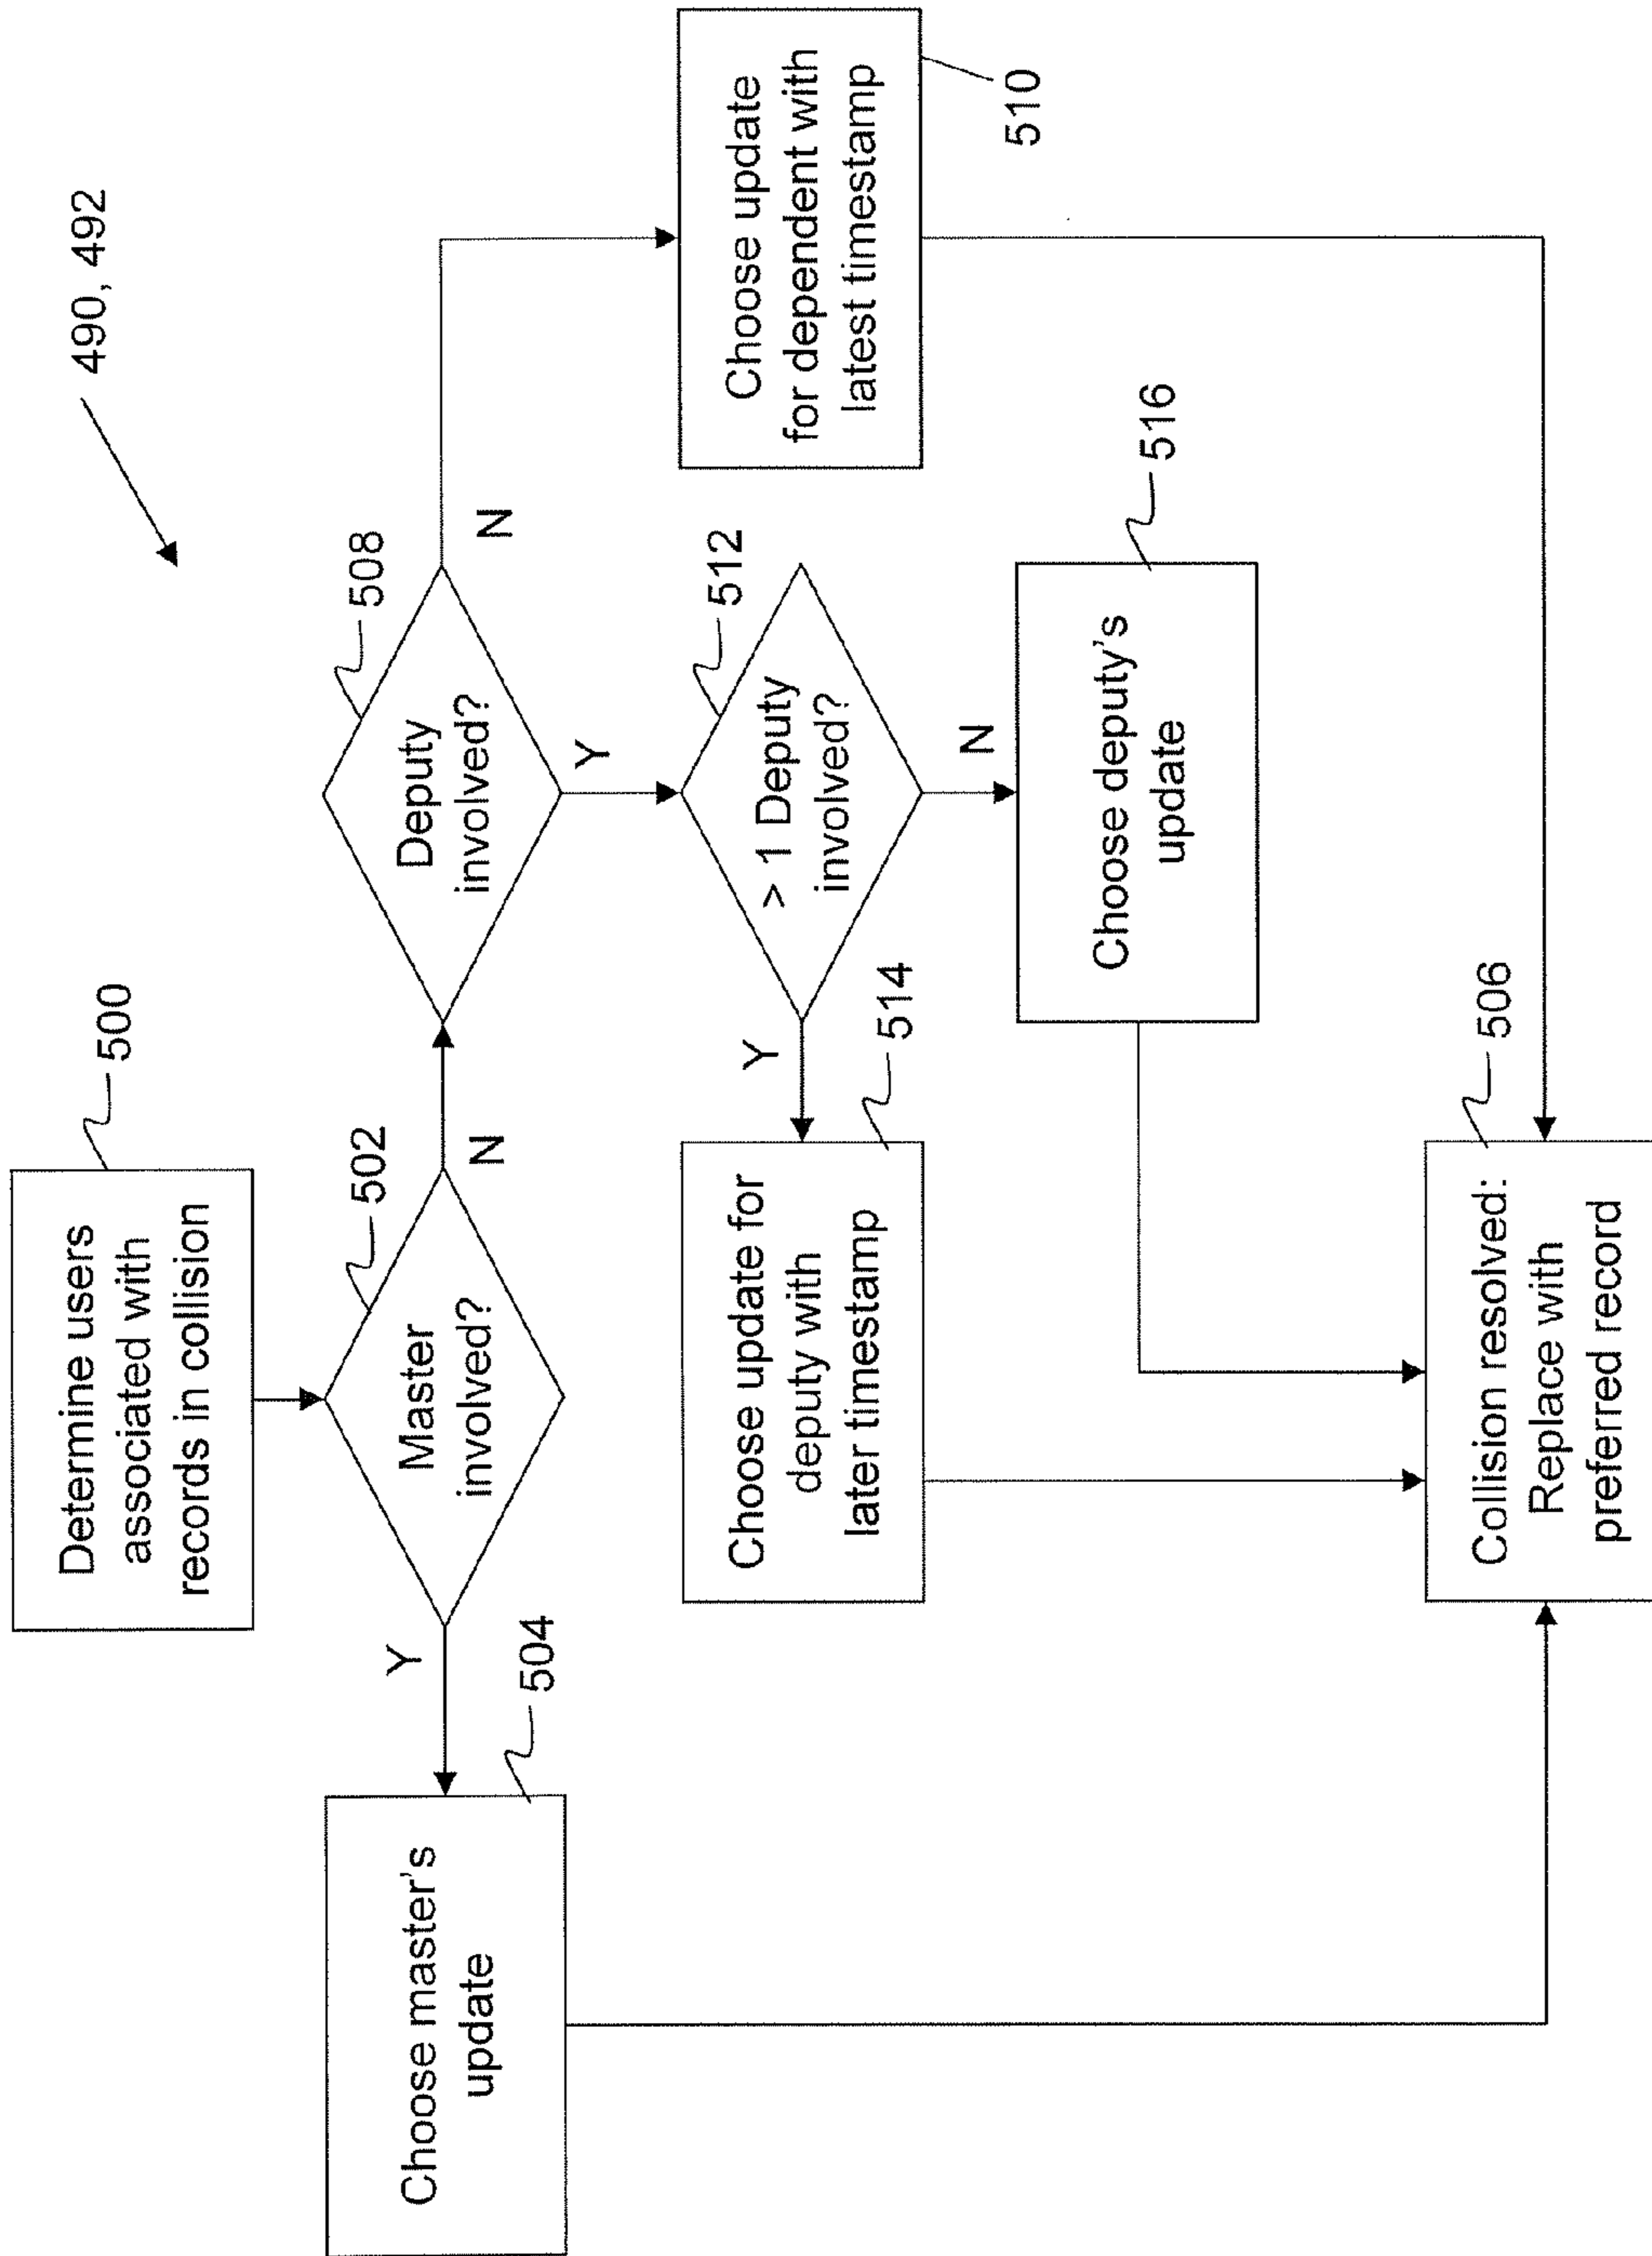 490, 492
500
Determine users
associated with
records in collision
502
Master
involved?
Y
N
504
Choose master's
update
508
Deputy
involved?
Y
N
510
Choose update
for dependent with
latest timestamp
512
> 1 Deputy
involved?
Y
N
514
Choose update for
deputy with
later timestamp
516
Choose deputy's
update
506
Collision resolved:
Replace with
preferred record